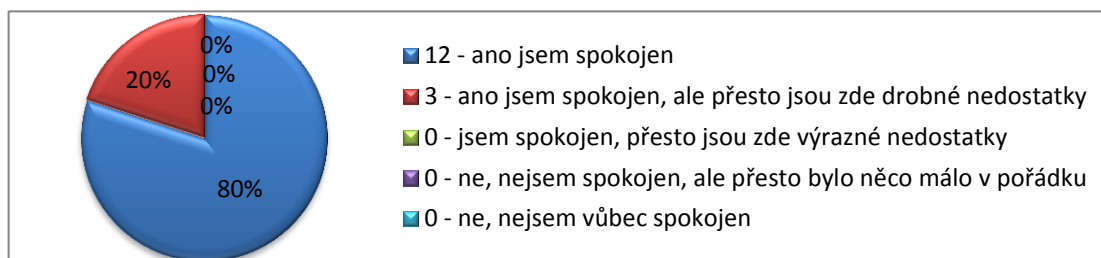 0%
0%
0%
20%
80%
12 - ano jsem spokojen
3 - ano jsem spokojen, ale přesto jsou zde drobné nedostatky
0 - jsem spokojen, přesto jsou zde výrazné nedostatky
0 - ne, nejsem spokojen, ale přesto bylo něco málo v pořádku
0 - ne, nejsem vůbec spokojen